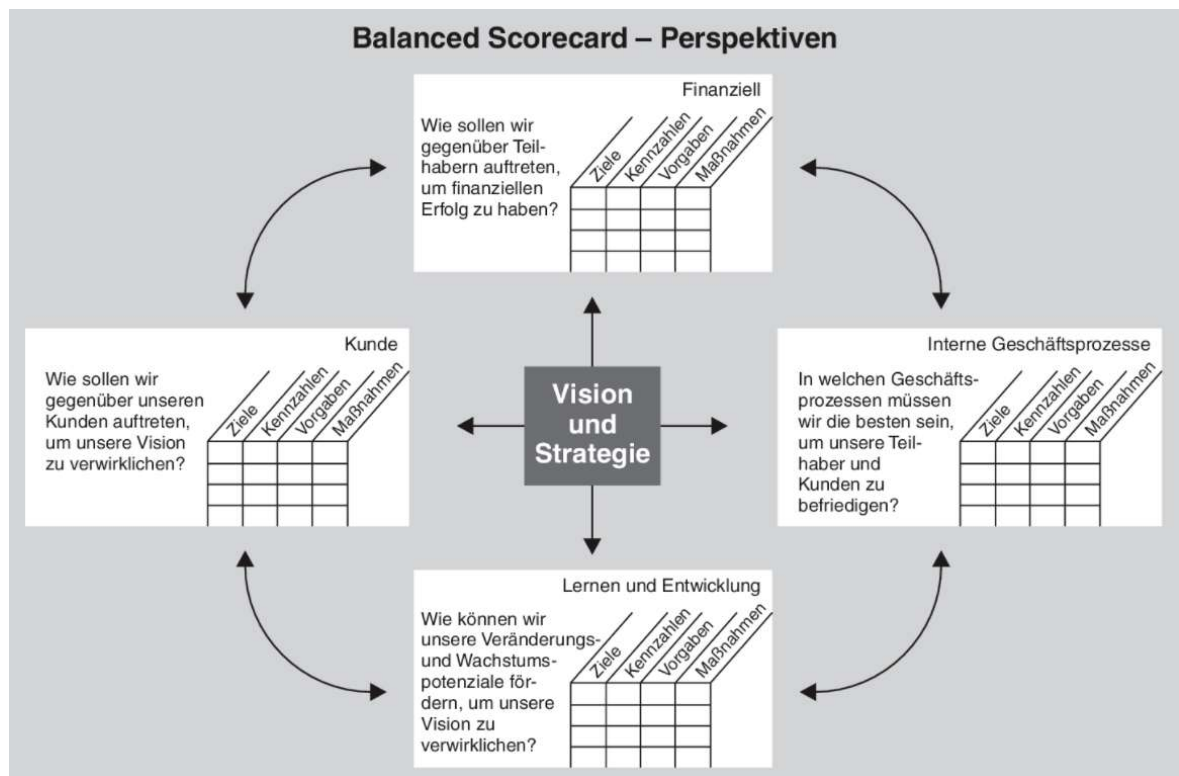 Balanced Scorecard – Perspektiven
Finanziell
Wie sollen wir
gegenüber Teil-
habern auftreten,
um finanziellen
Erfolg zu haben?
Ziele
Kennzahlen
Vorgaben
Maßnahmen
Kunde
Wie sollen wir
gegenüber unseren
Kunden auftreten,
um unsere Vision
zu verwirklichen?
Ziele
Kennzahlen
Vorgaben
Maßnahmen
Vision
und
Strategie
Interne Geschäftsprozesse
In welchen Geschäfts-
prozessen müssen
wir die besten sein,
um unsere Teil-
haber und
Kunden zu
befriedigen?
Ziele
Kennzahlen
Vorgaben
Maßnahmen
Lernen und Entwicklung
Wie können wir
unsere Veränderungs-
und Wachstums-
potenziale för-
dern, um unsere
Vision zu
verwirklichen?
Ziele
Kennzahlen
Vorgaben
Maßnahmen